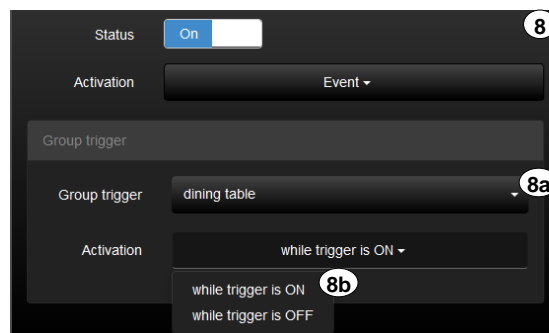 Status On 8
Activation Event
Group trigger
Group trigger dining table 8a
Activation while trigger is ON
while trigger is ON 8b
while trigger is OFF